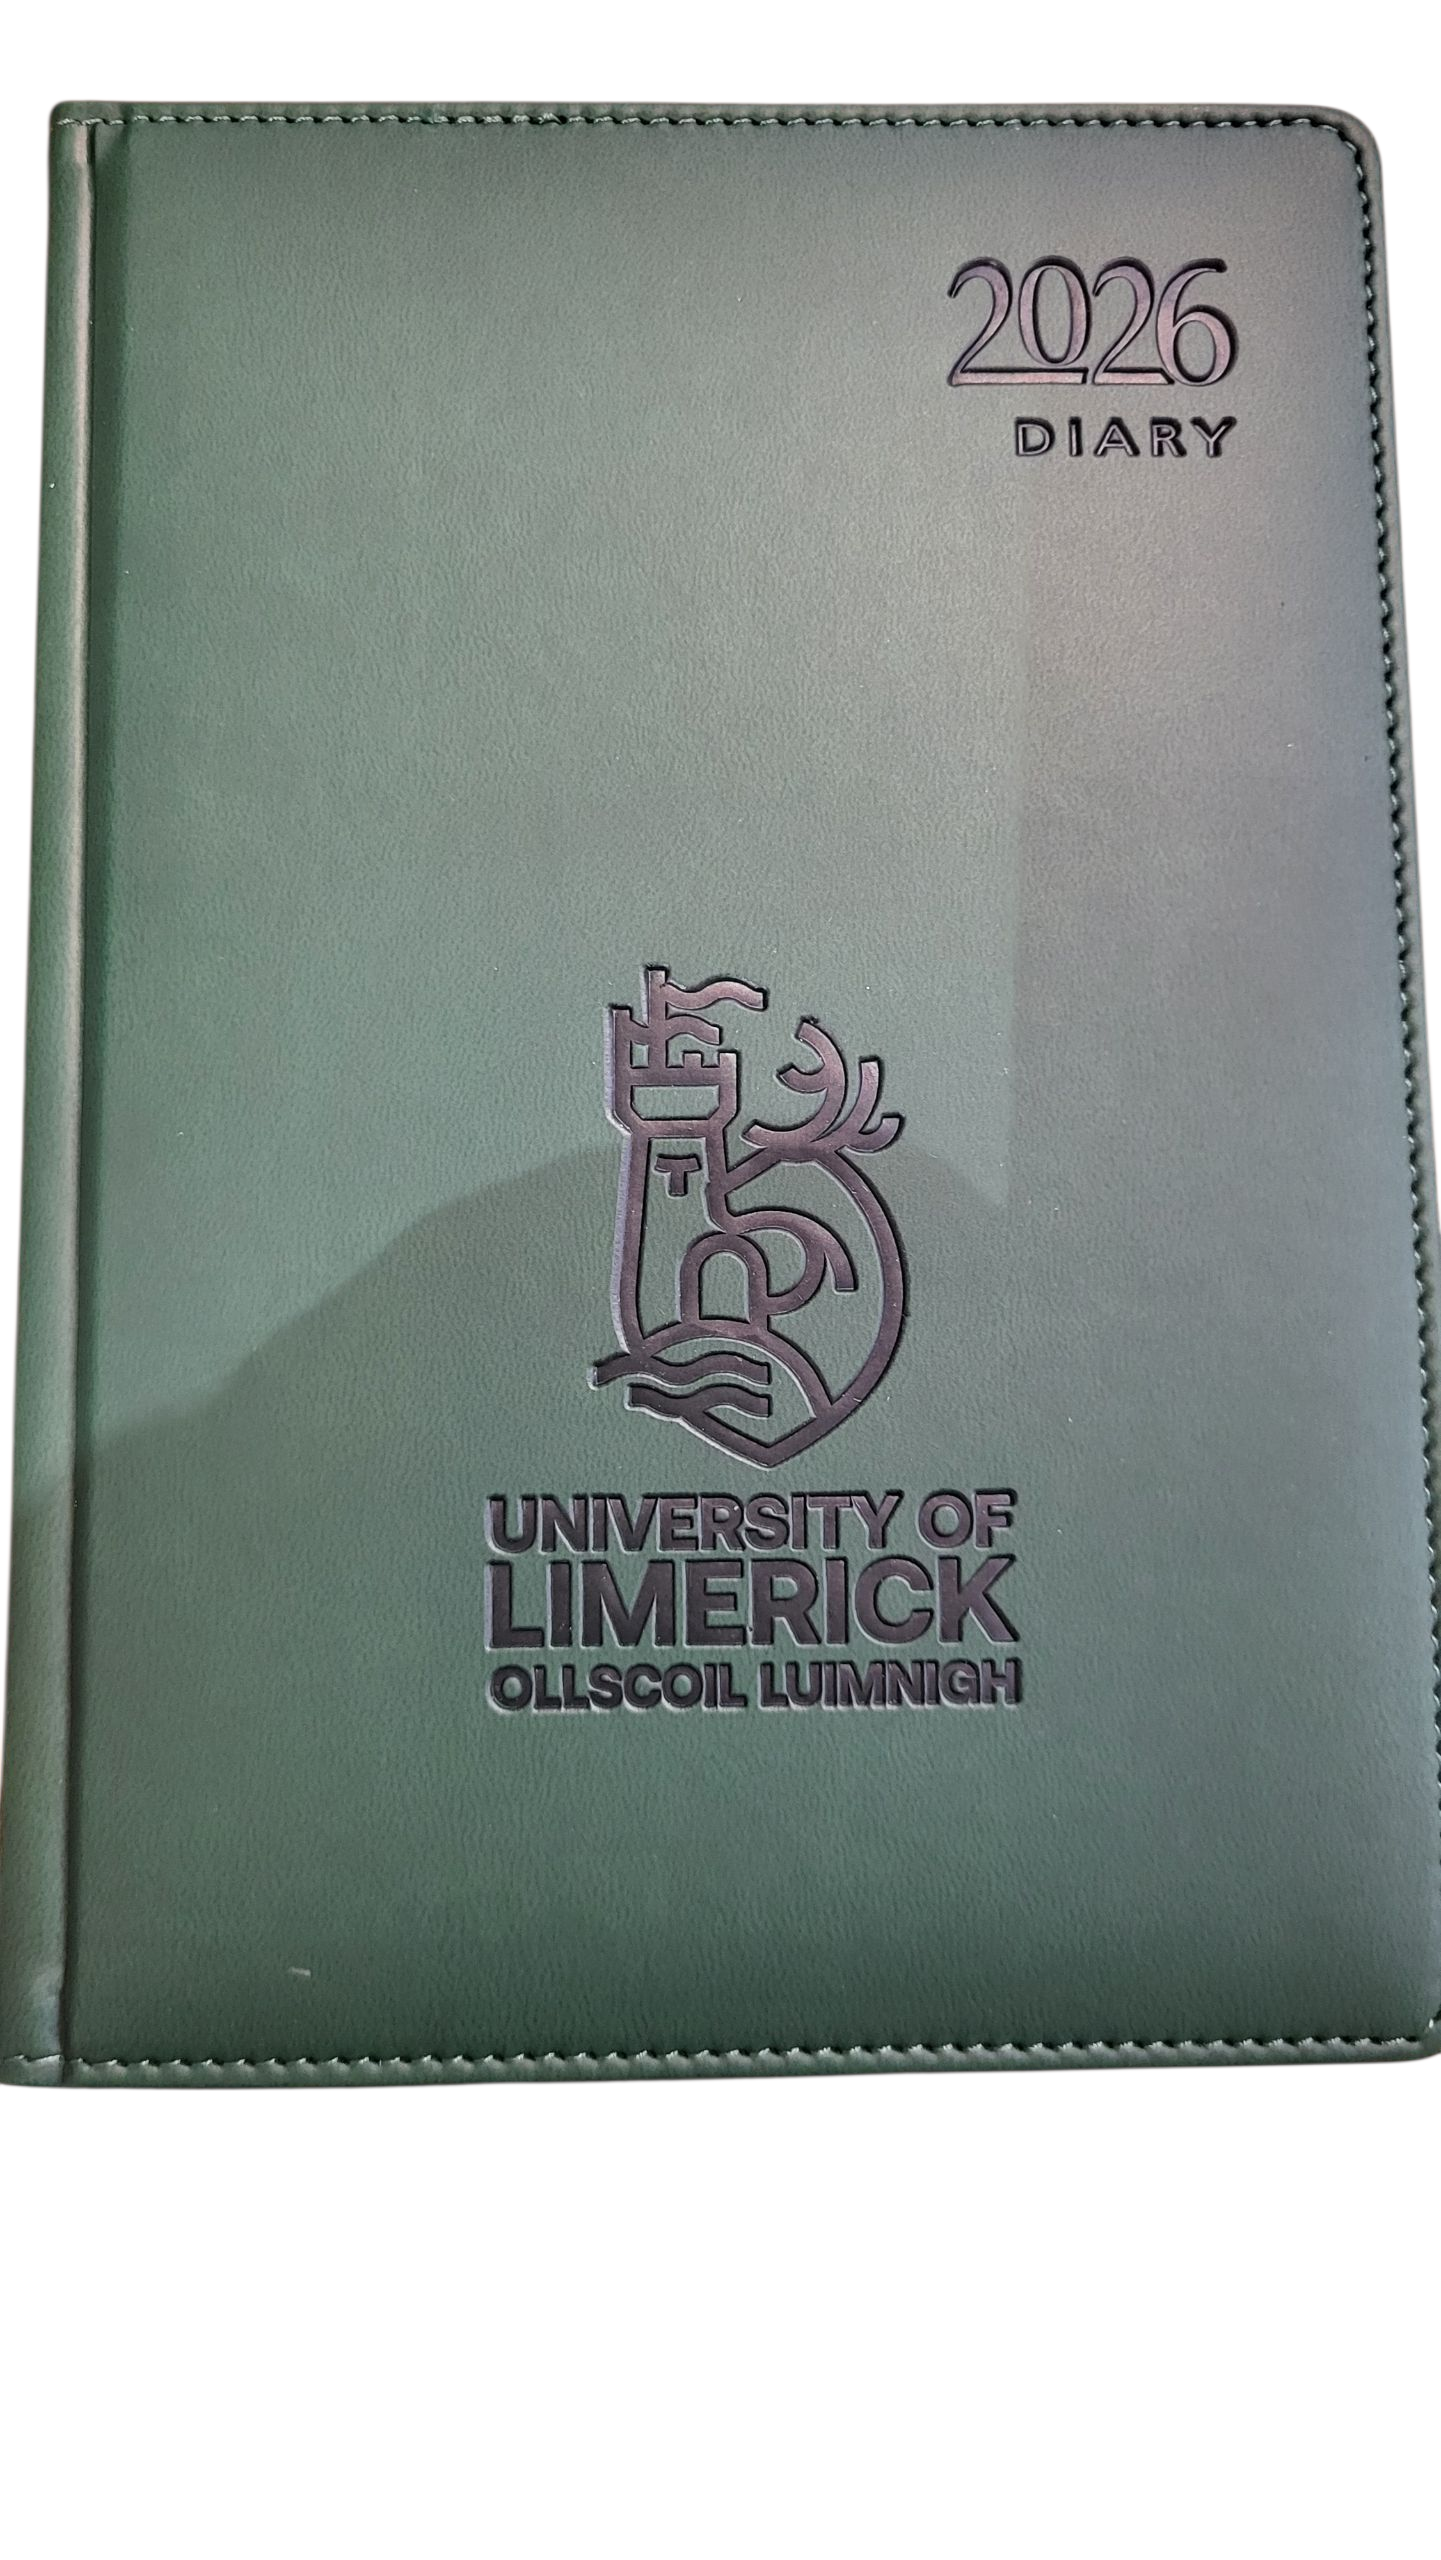 2026
DIARY
UNIVERSITY OF
LIMERICK
OLLSCOIL LUIMNIGH